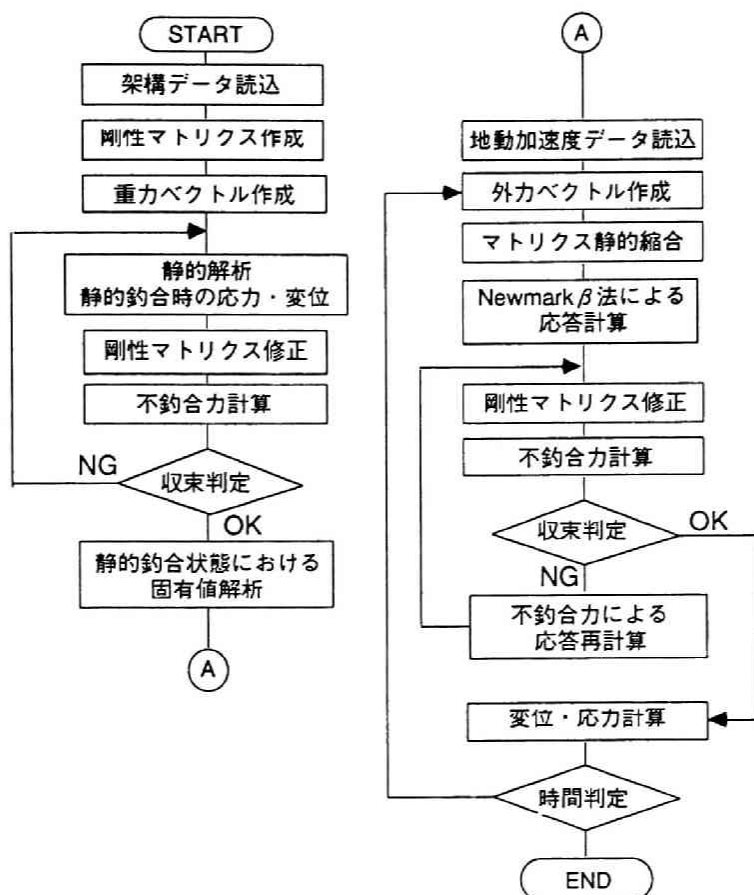 START
架構データ読込
剛性マトリクス作成
重力ベクトル作成
静的解析
静的釣合時の応力・変位
剛性マトリクス修正
不釣合力計算
NG
収束判定
OK
静的釣合状態における
固有値解析
A
A
地動加速度データ読込
外力ベクトル作成
マトリクス静的縮合
Newmarkβ法による
応答計算
剛性マトリクス修正
不釣合力計算
収束判定
OK
NG
不釣合力による
応答再計算
変位・応力計算
時間判定
END